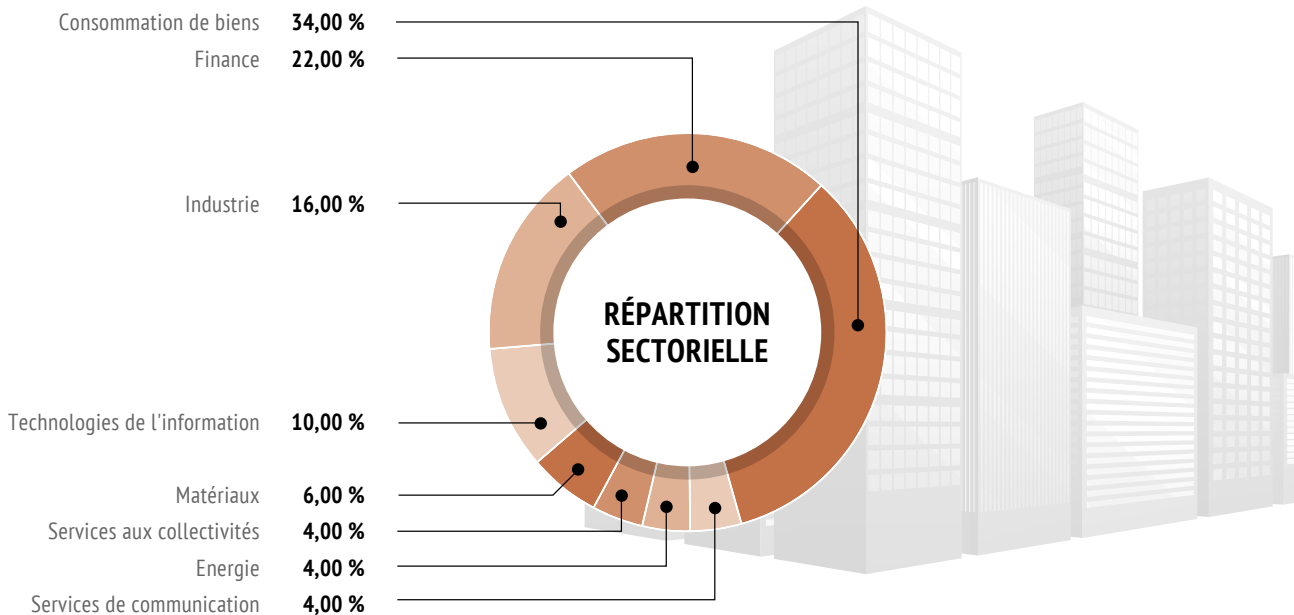 Consommation de biens 34,00 %
Finance 22,00 %
Industrie 16,00 %
RÉPARTITION
SECTORIELLE
Technologies de l'information 10,00 %
Matériaux 6,00 %
Services aux collectivités 4,00 %
Energie 4,00 %
Services de communication 4,00 %